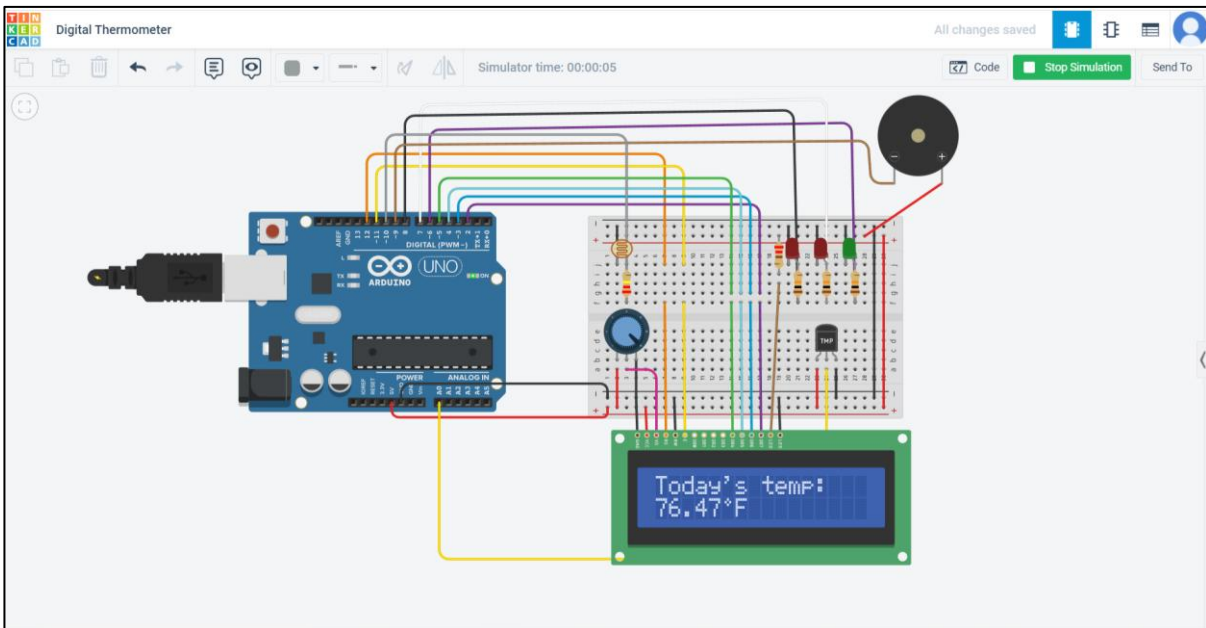 TIN
KER
CAD
Digital Thermometer
All changes saved
Simulator time: 00:00:05
Code
Stop Simulation
Send To
AREF
GND
13
12
~11
~10
~9
8
7
~6
~5
4
~3
2
TX→1
RX←0
DIGITAL (PWM~)
L
TX
RX
UNO
ON
ARDUINO
IOREF
RESET
3.3V
5V
GND
Vin
POWER
ANALOG IN
A0
A1
A2
A3
A4
A5
TMP
Today's temp:
76.47°F